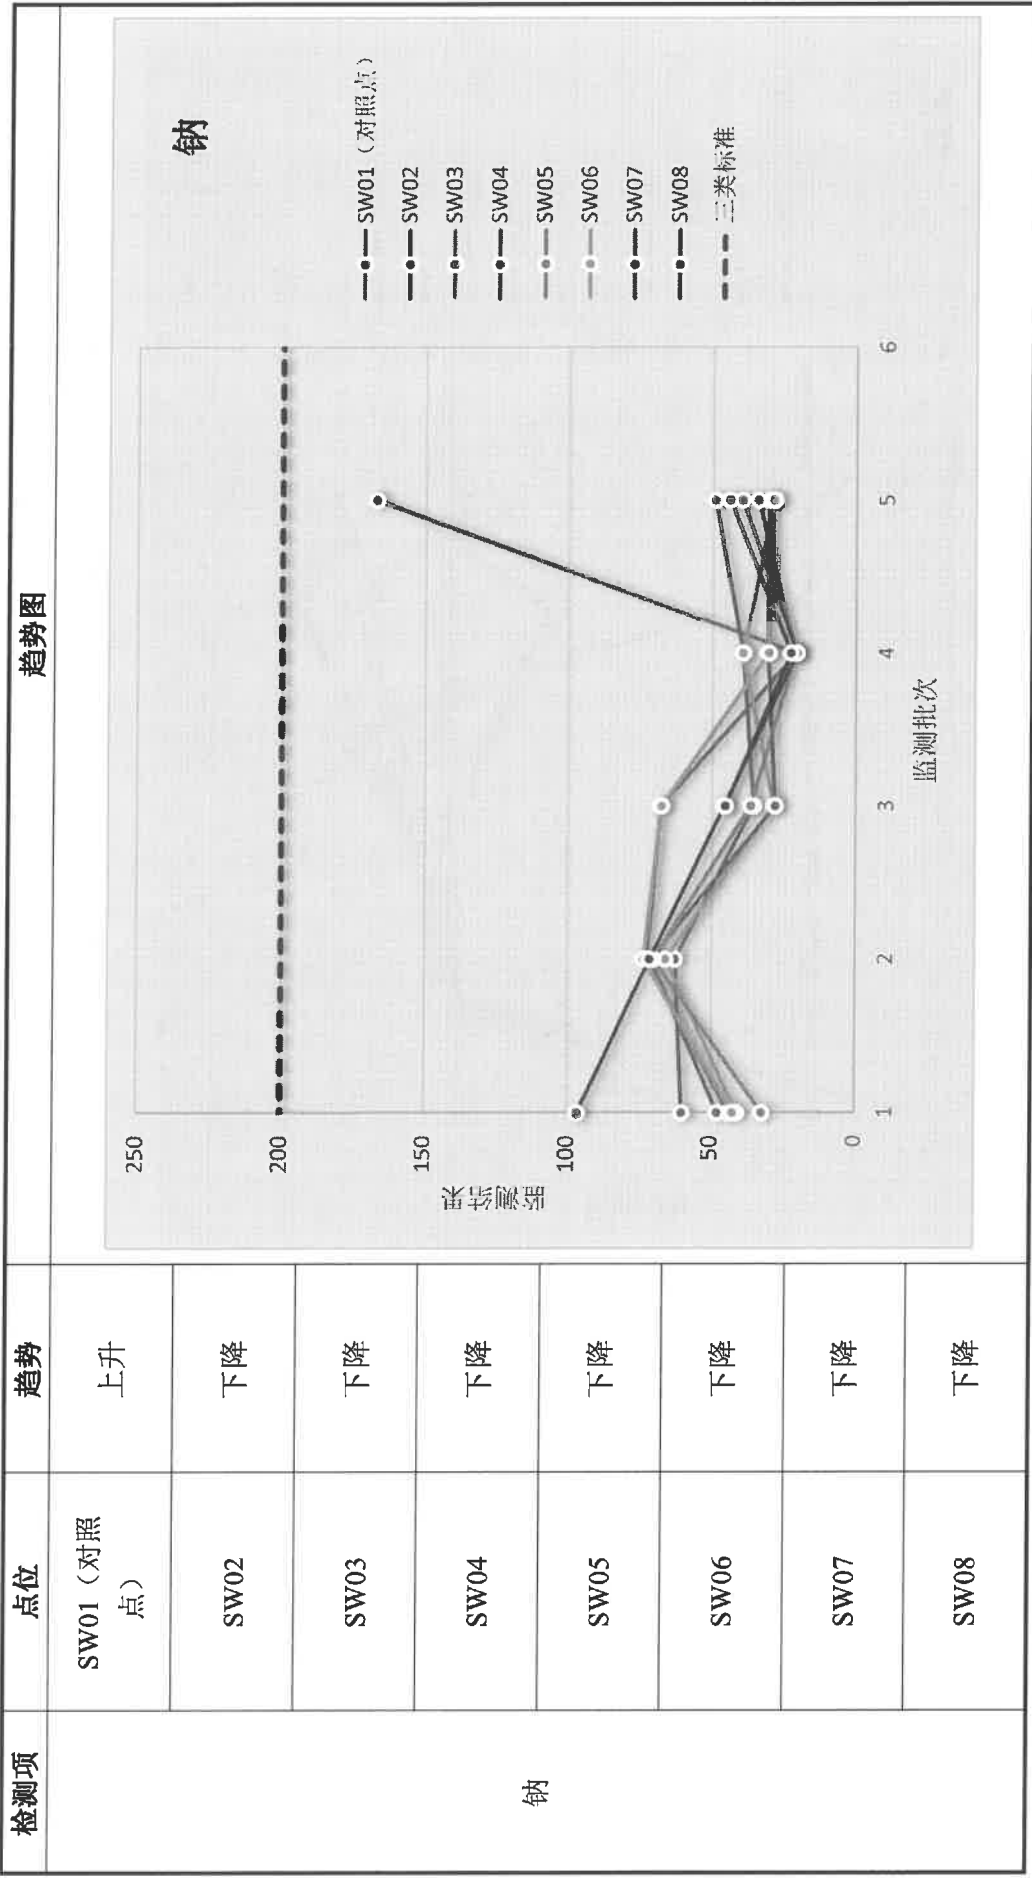 检测项 点位 趋势 趋势图
钠
SW01（对照
点） 上升
SW02 下降
SW03 下降
SW04 下降
SW05 下降
SW06 下降
SW07 下降
SW08 下降
钠
250
200
150
100
50
0
监测结果
1 2 3 4 5 6
监测批次
SW01（对照点）
SW02
SW03
SW04
SW05
SW06
SW07
SW08
三类标准